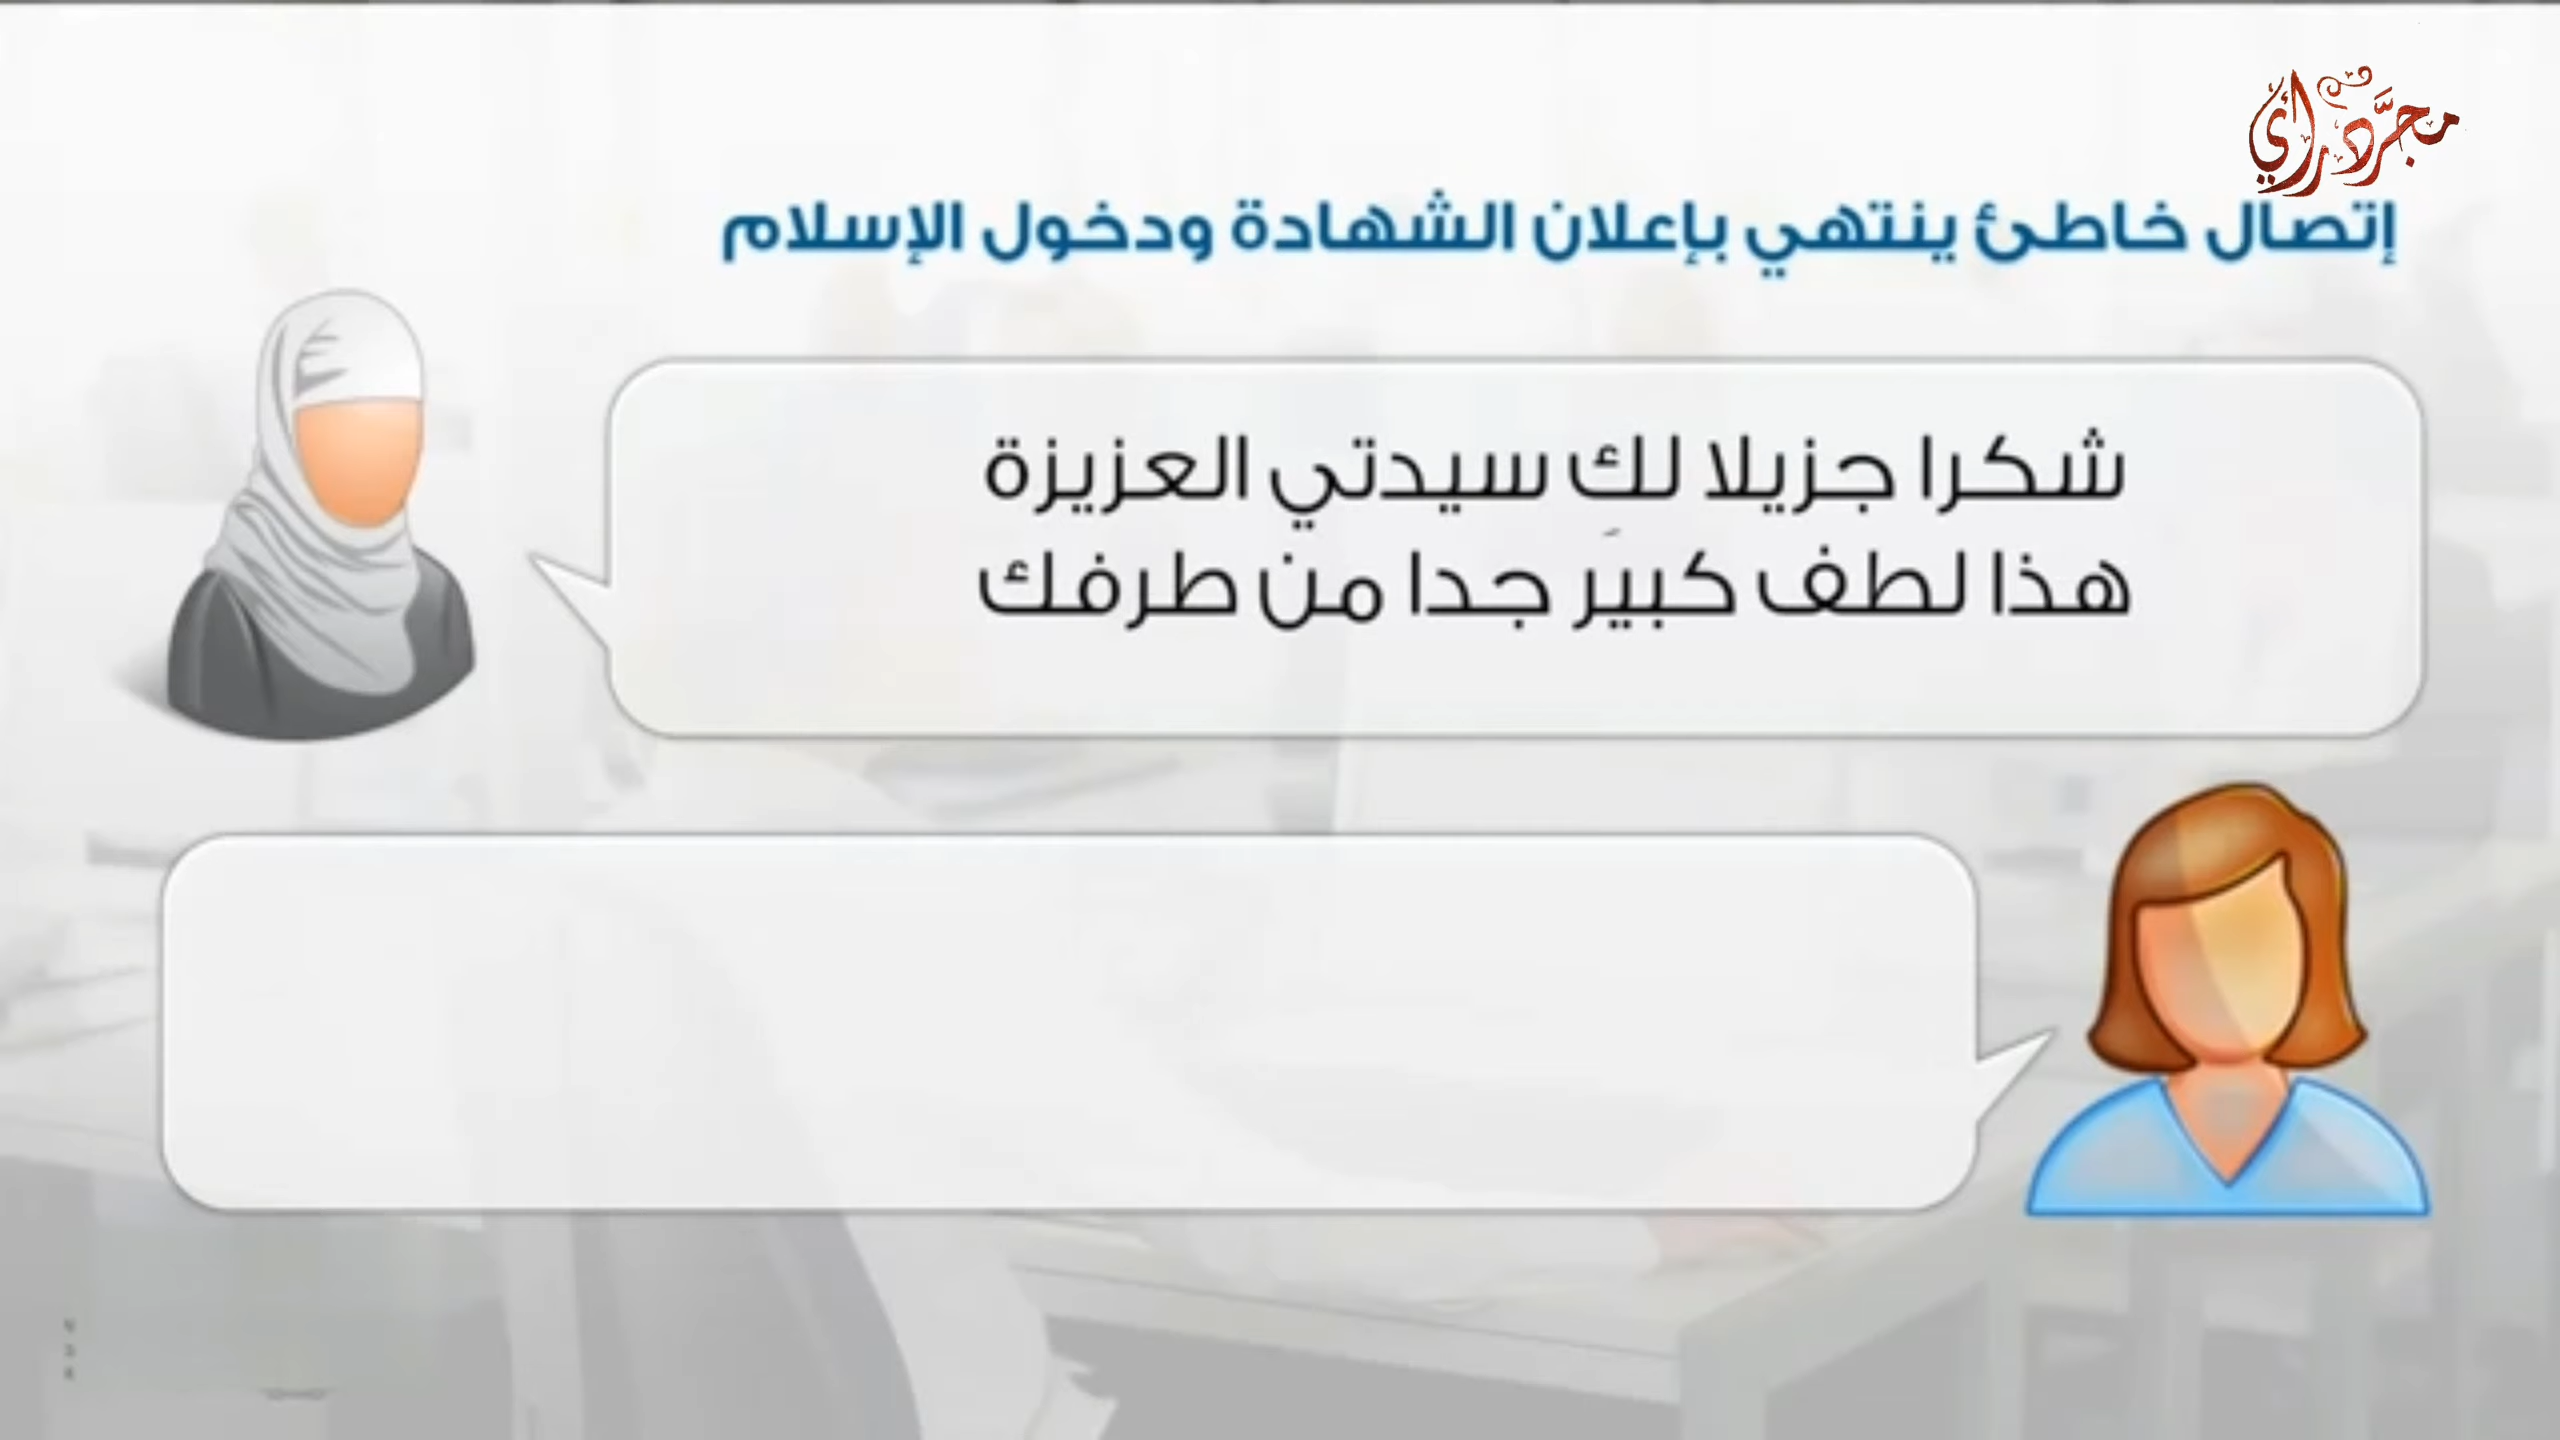 مجرَّد رأي
إتصال خاطئ ينتهي بإعلان الشهادة ودخول الإسلام
شكرا جزيلا لكِ سيدتي العزيزة
هذا لطف كبيرَ جدا من طرفك